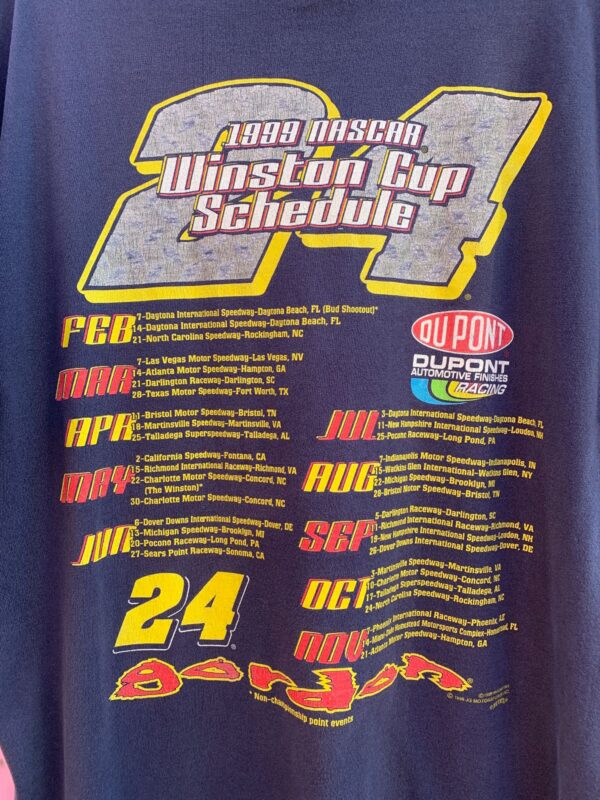 24
1999 NASCAR
Winston Cup
Schedule
FEB
7-Daytona International Speedway-Daytona Beach, FL (Bud Shootout)*
14-Daytona International Speedway-Daytona Beach, FL
21-North Carolina Speedway-Rockingham, NC
MAR
7-Las Vegas Motor Speedway-Las Vegas, NV
14-Atlanta Motor Speedway-Hampton, GA
21-Darlington Raceway-Darlington, SC
28-Texas Motor Speedway-Fort Worth, TX
APR
11-Bristol Motor Speedway-Bristol, TN
18-Martinsville Speedway-Martinsville, VA
25-Talladega Superspeedway-Talladega, AL
MAY
2-California Speedway-Fontana, CA
15-Richmond International Raceway-Richmond, VA
22-Charlotte Motor Speedway-Concord, NC
(The Winston)*
30-Charlotte Motor Speedway-Concord, NC
JUN
6-Dover Downs International Speedway-Dover, DE
13-Michigan Speedway-Brooklyn, MI
20-Pocono Raceway-Long Pond, PA
27-Sears Point Raceway-Sonoma, CA
DU PONT
DUPONT
AUTOMOTIVE FINISHES
RACING
JUL
3-Daytona International Speedway-Daytona Beach, FL
11-New Hampshire International Speedway-Loudon, NH
25-Pocono Raceway-Long Pond, PA
AUG
7-Indianapolis Motor Speedway-Indianapolis, IN
15-Watkins Glen International-Watkins Glen, NY
22-Michigan Speedway-Brooklyn, MI
28-Bristol Motor Speedway-Bristol, TN
SEP
5-Darlington Raceway-Darlington, SC
11-Richmond International Raceway-Richmond, VA
19-New Hampshire International Speedway-Loudon, NH
26-Dover Downs International Speedway-Dover, DE
OCT
3-Martinsville Speedway-Martinsville, VA
10-Charlotte Motor Speedway-Concord, NC
17-Talladega Superspeedway-Talladega, AL
24-North Carolina Speedway-Rockingham, NC
NOV
7-Phoenix International Raceway-Phoenix, AZ
14-Miami-Dade Homestead Motorsports Complex-Homestead, FL
21-Atlanta Motor Speedway-Hampton, GA
24
gordon
* Non-championship point events